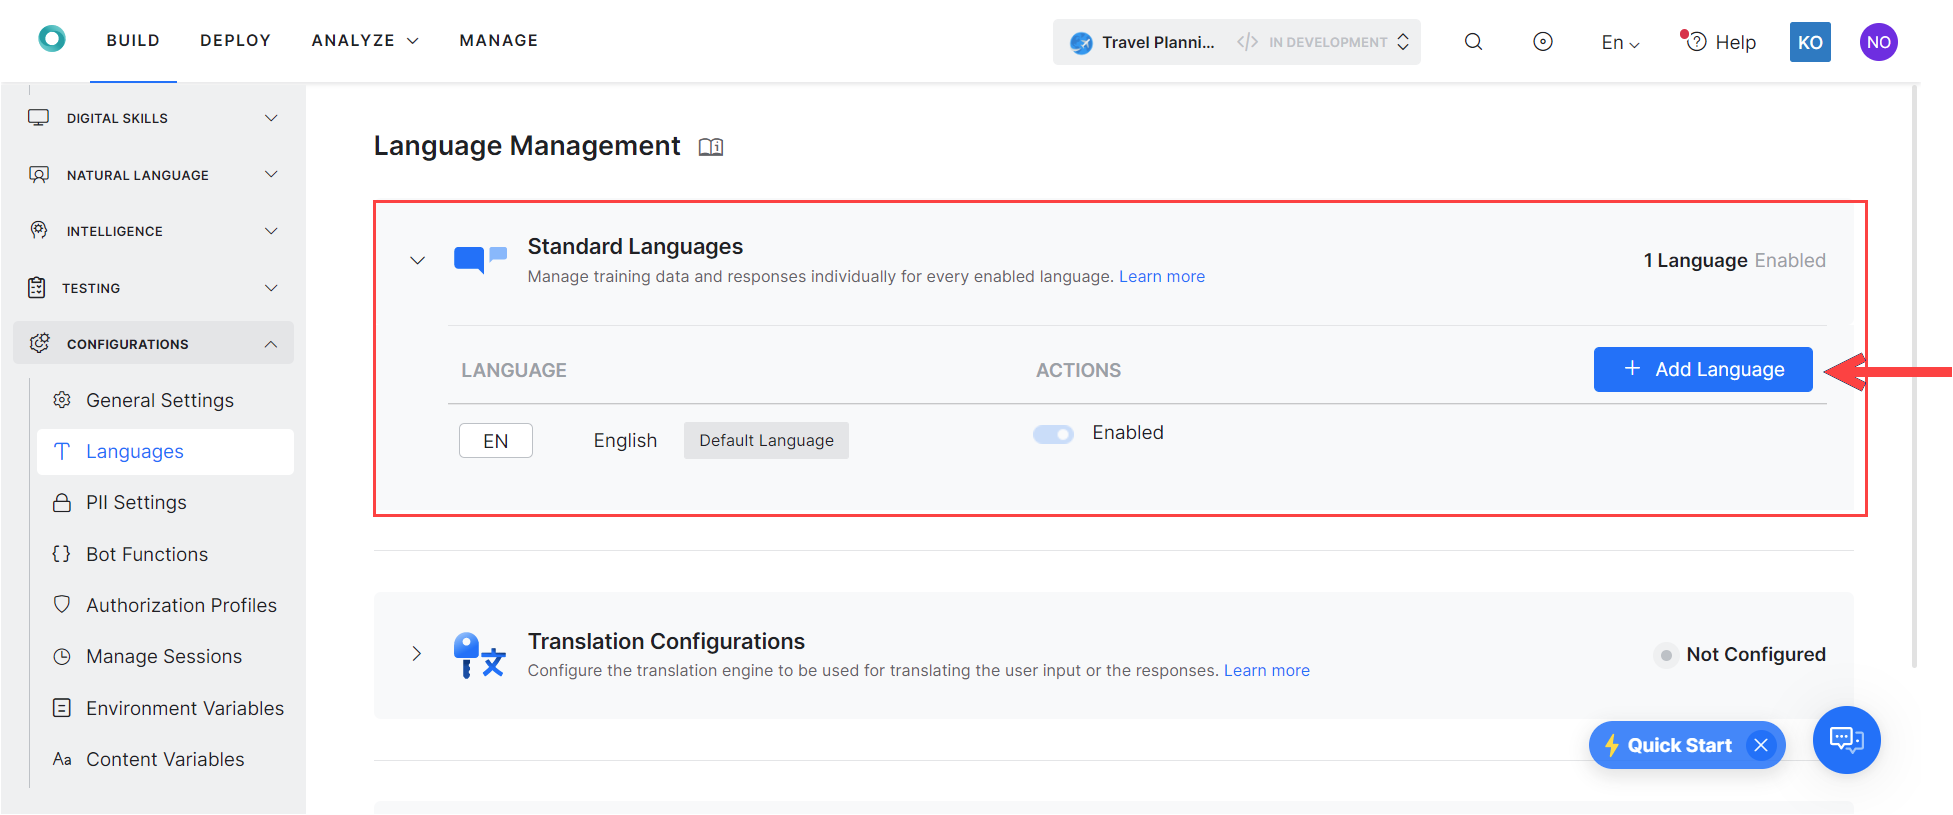 BUILD DEPLOY ANALYZE MANAGE Travel Planni... </> IN DEVELOPMENT En Help KO NO
DIGITAL SKILLS
NATURAL LANGUAGE
INTELLIGENCE
TESTING
CONFIGURATIONS
General Settings
Languages
PII Settings
Bot Functions
Authorization Profiles
Manage Sessions
Environment Variables
Aa Content Variables
Language Management
Standard Languages
Manage training data and responses individually for every enabled language. Learn more
1 Language Enabled
LANGUAGE ACTIONS + Add Language
EN English Default Language Enabled
Translation Configurations
Configure the translation engine to be used for translating the user input or the responses. Learn more
Not Configured
Quick Start